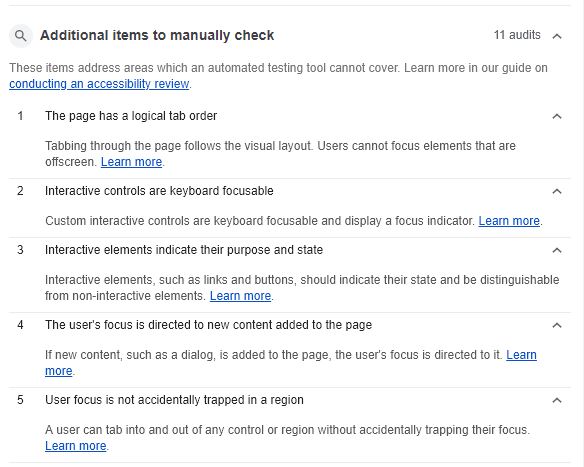 Additional items to manually check 11 audits
These items address areas which an automated testing tool cannot cover. Learn more in our guide on
conducting an accessibility review.
1 The page has a logical tab order
Tabbing through the page follows the visual layout. Users cannot focus elements that are
offscreen. Learn more.
2 Interactive controls are keyboard focusable
Custom interactive controls are keyboard focusable and display a focus indicator. Learn more.
3 Interactive elements indicate their purpose and state
Interactive elements, such as links and buttons, should indicate their state and be distinguishable
from non-interactive elements. Learn more.
4 The user's focus is directed to new content added to the page
If new content, such as a dialog, is added to the page, the user's focus is directed to it. Learn
more.
5 User focus is not accidentally trapped in a region
A user can tab into and out of any control or region without accidentally trapping their focus.
Learn more.